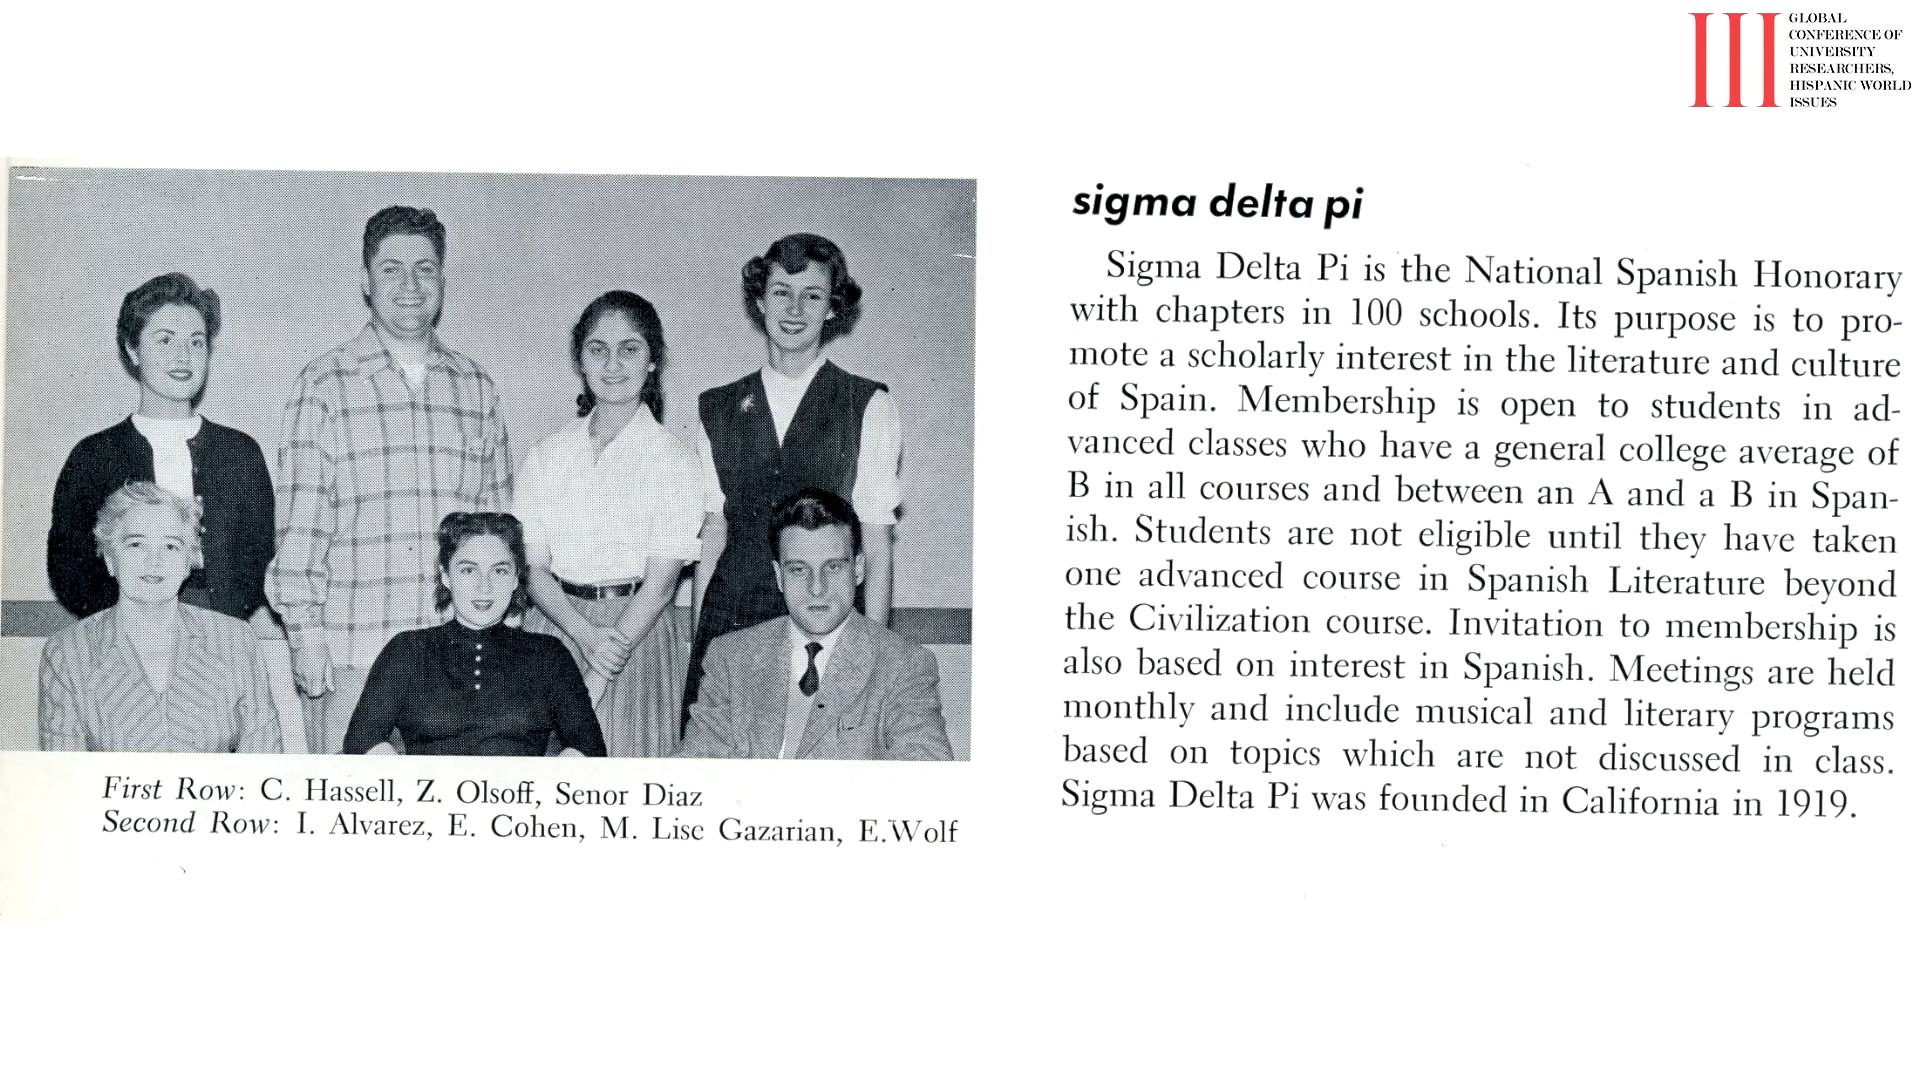 III
GLOBAL
CONFERENCE OF
UNIVERSITY
RESEARCHERS,
HISPANIC WORLD
ISSUES
sigma delta pi
Sigma Delta Pi is the National Spanish Honorary
with chapters in 100 schools. Its purpose is to pro-
mote a scholarly interest in the literature and culture
of Spain. Membership is open to students in ad-
vanced classes who have a general college average of
B in all courses and between an A and a B in Span-
ish. Students are not eligible until they have taken
one advanced course in Spanish Literature beyond
the Civilization course. Invitation to membership is
also based on interest in Spanish. Meetings are held
monthly and include musical and literary programs
based on topics which are not discussed in class.
Sigma Delta Pi was founded in California in 1919.
First Row: C. Hassell, Z. Olsoff, Senor Diaz
Second Row: I. Alvarez, E. Cohen, M. Lise Gazarian, E.Wolf